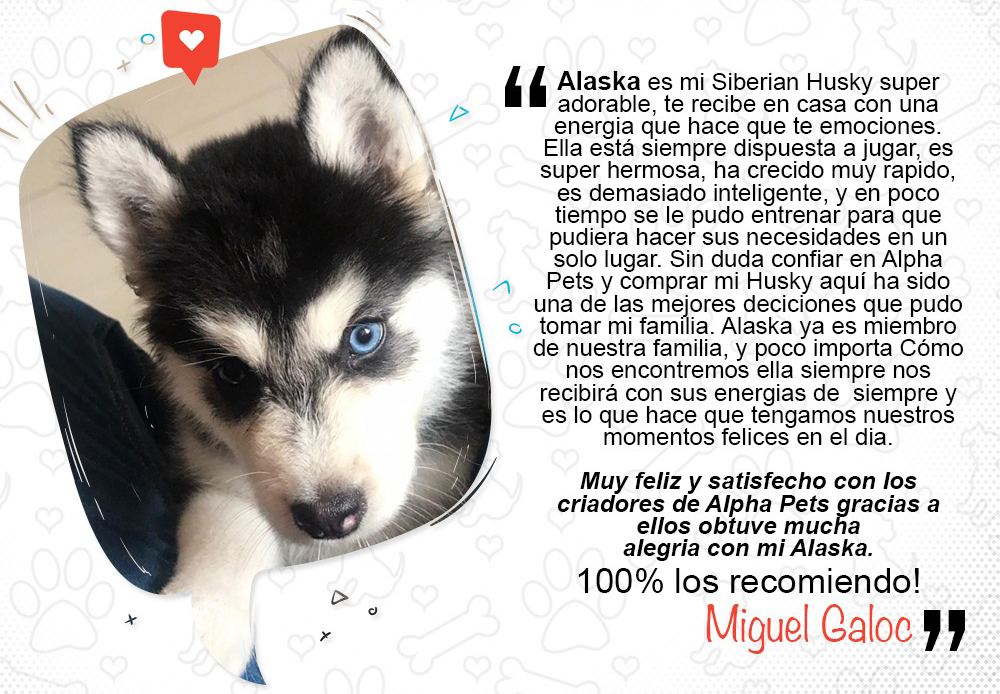 “ Alaska es mi Siberian Husky super
adorable, te recibe en casa con una
energia que hace que te emociones.
Ella está siempre dispuesta a jugar, es
super hermosa, ha crecido muy rapido,
es demasiado inteligente, y en poco
tiempo se le pudo entrenar para que
pudiera hacer sus necesidades en un
solo lugar. Sin duda confiar en Alpha
Pets y comprar mi Husky aquí ha sido
una de las mejores deciciones que pudo
tomar mi familia. Alaska ya es miembro
de nuestra familia, y poco importa Cómo
nos encontremos ella siempre nos
recibirá con sus energias de siempre y
es lo que hace que tengamos nuestros
momentos felices en el dia.
Muy feliz y satisfecho con los
criadores de Alpha Pets gracias a
ellos obtuve mucha
alegria con mi Alaska.
100% los recomiendo!
Miguel Galoc ”